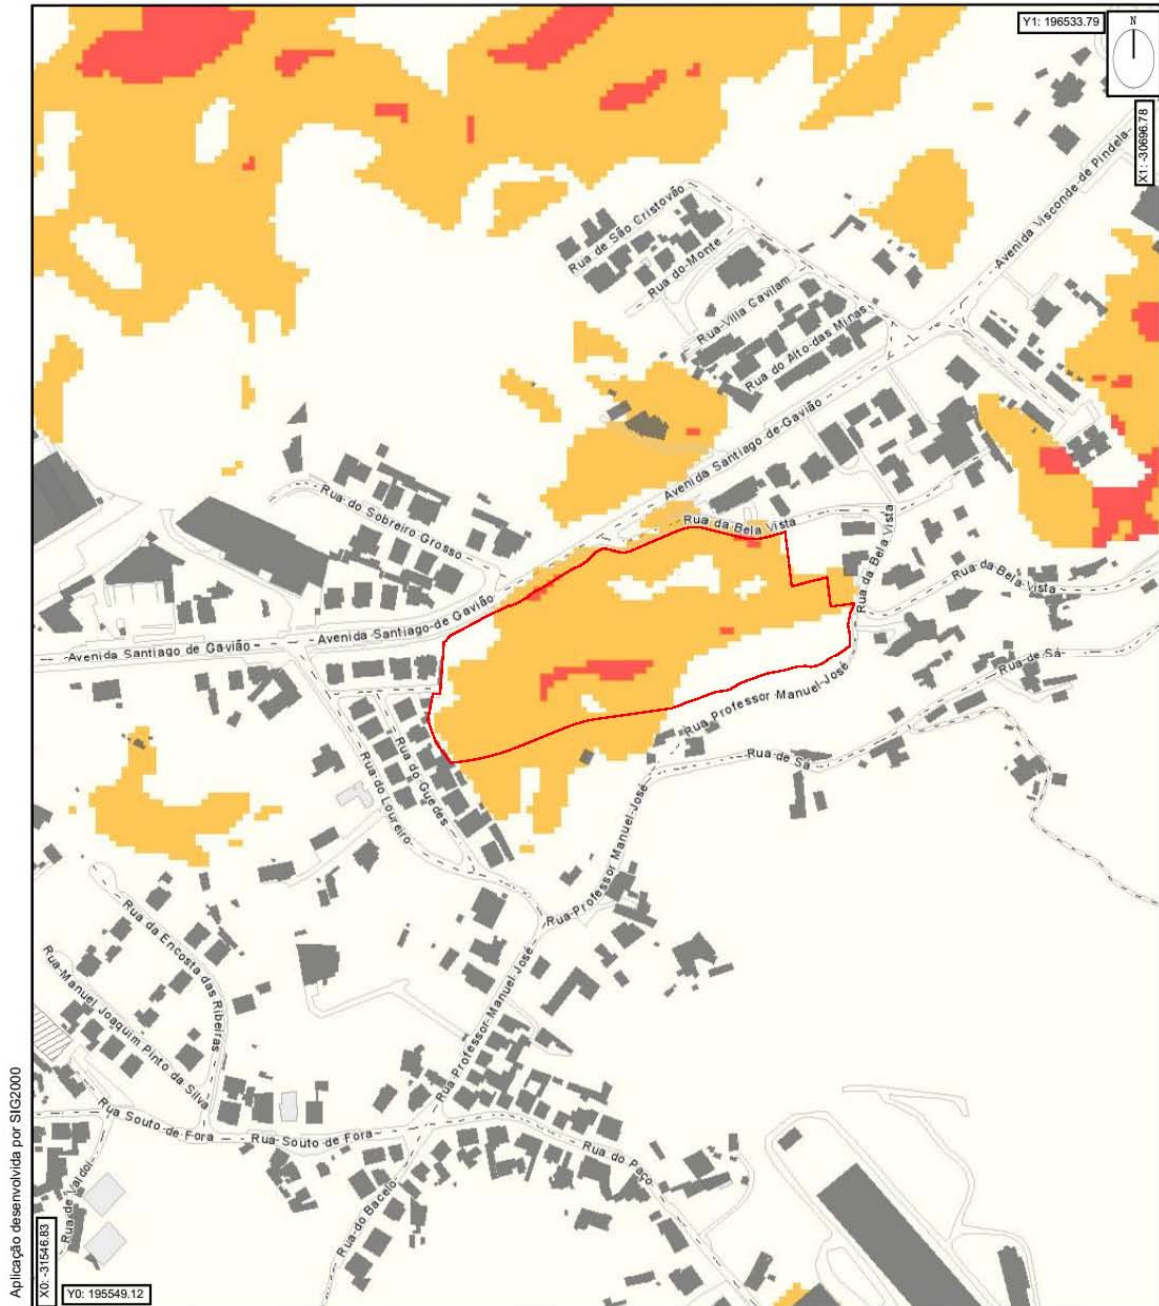 Y1: 196533.79
N
X1: -30696.78
Avenida Visconde de Pindela
Rua de São Cristovão
Rua do Monte
Rua Villa Cavilam
Rua do Alto das Minas
Avenida Santiago de Gavião
Rua do Sobreiro Grosso
Rua da Bela Vista
Rua da Bela Vista
Rua da Bela Vista
Avenida Santiago de Gavião
Avenida Santiago de Gavião
Rua de Sá
Rua Professor Manuel José
Rua de Sá
Rua do Guedes
Rua do Loureiro
Rua Professor Manuel José
Rua da Encosta das Ribeiras
Rua Manuel Joaquim Pinto da Silva
Rua Professor Manuel José
Rua Souto de Fora
Rua Souto de Fora
Rua do Paço
Rua de Valdoi
Rua do Bacelo
Aplicação desenvolvida por SIG2000
X0: -31546.83
Y0: 195549.12